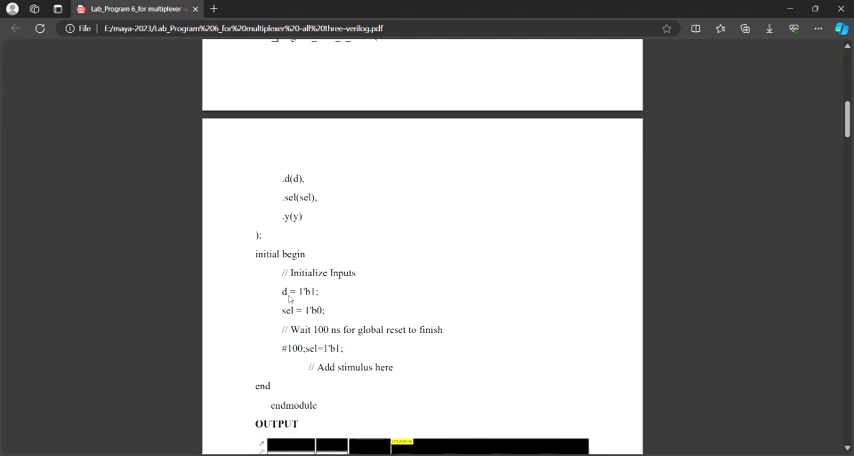 Lab_Program 6_for multiplexer -
File
E:/maya-2023/Lab_Program%206_for%20multiplexer%20-all%20three-verilog.pdf
.d(d),
.sel(sel),
.y(y)
);
initial begin
// Initialize Inputs
d = 1'b1;
sel = 1'b0;
// Wait 100 ns for global reset to finish
#100;sel=1'b1;
// Add stimulus here
end
endmodule
OUTPUT